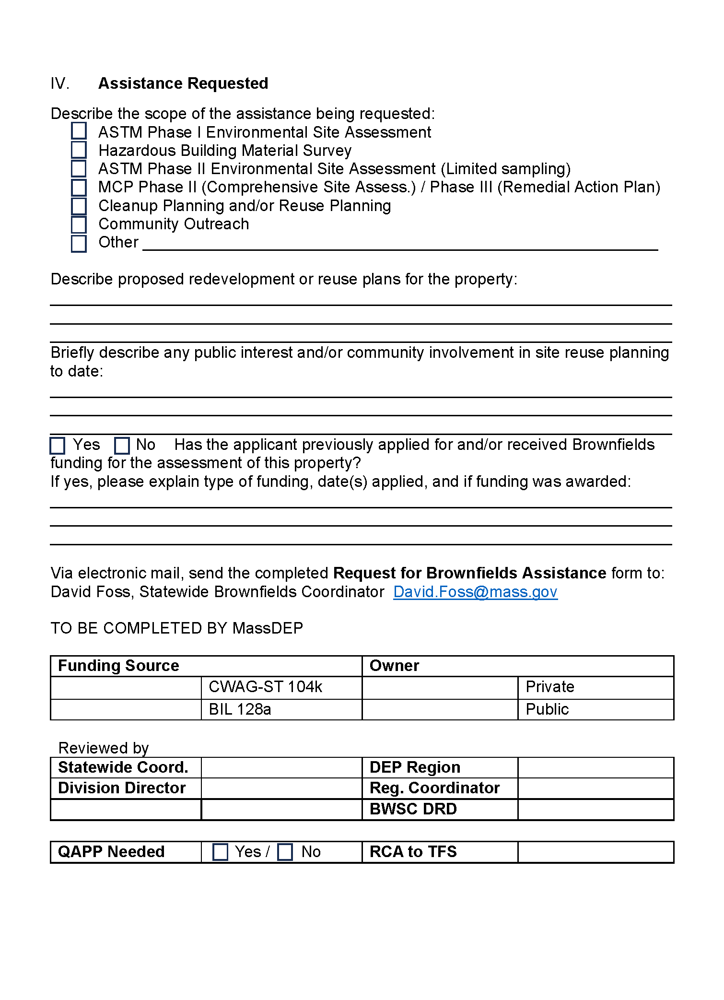 IV. Assistance Requested
Describe the scope of the assistance being requested:
ASTM Phase I Environmental Site Assessment
Hazardous Building Material Survey
ASTM Phase II Environmental Site Assessment (Limited sampling)
MCP Phase II (Comprehensive Site Assess.) / Phase III (Remedial Action Plan)
Cleanup Planning and/or Reuse Planning
Community Outreach
Other
Describe proposed redevelopment or reuse plans for the property:
Briefly describe any public interest and/or community involvement in site reuse planning
to date:
Yes No Has the applicant previously applied for and/or received Brownfields
funding for the assessment of this property?
If yes, please explain type of funding, date(s) applied, and if funding was awarded:
Via electronic mail, send the completed Request for Brownfields Assistance form to:
David Foss, Statewide Brownfields Coordinator David.Foss@mass.gov
TO BE COMPLETED BY MassDEP
Funding Source Owner
CWAG-ST 104k Private
BIL 128a Public
Reviewed by
Statewide Coord. DEP Region
Division Director Reg. Coordinator
BWSC DRD
QAPP Needed Yes / No RCA to TFS